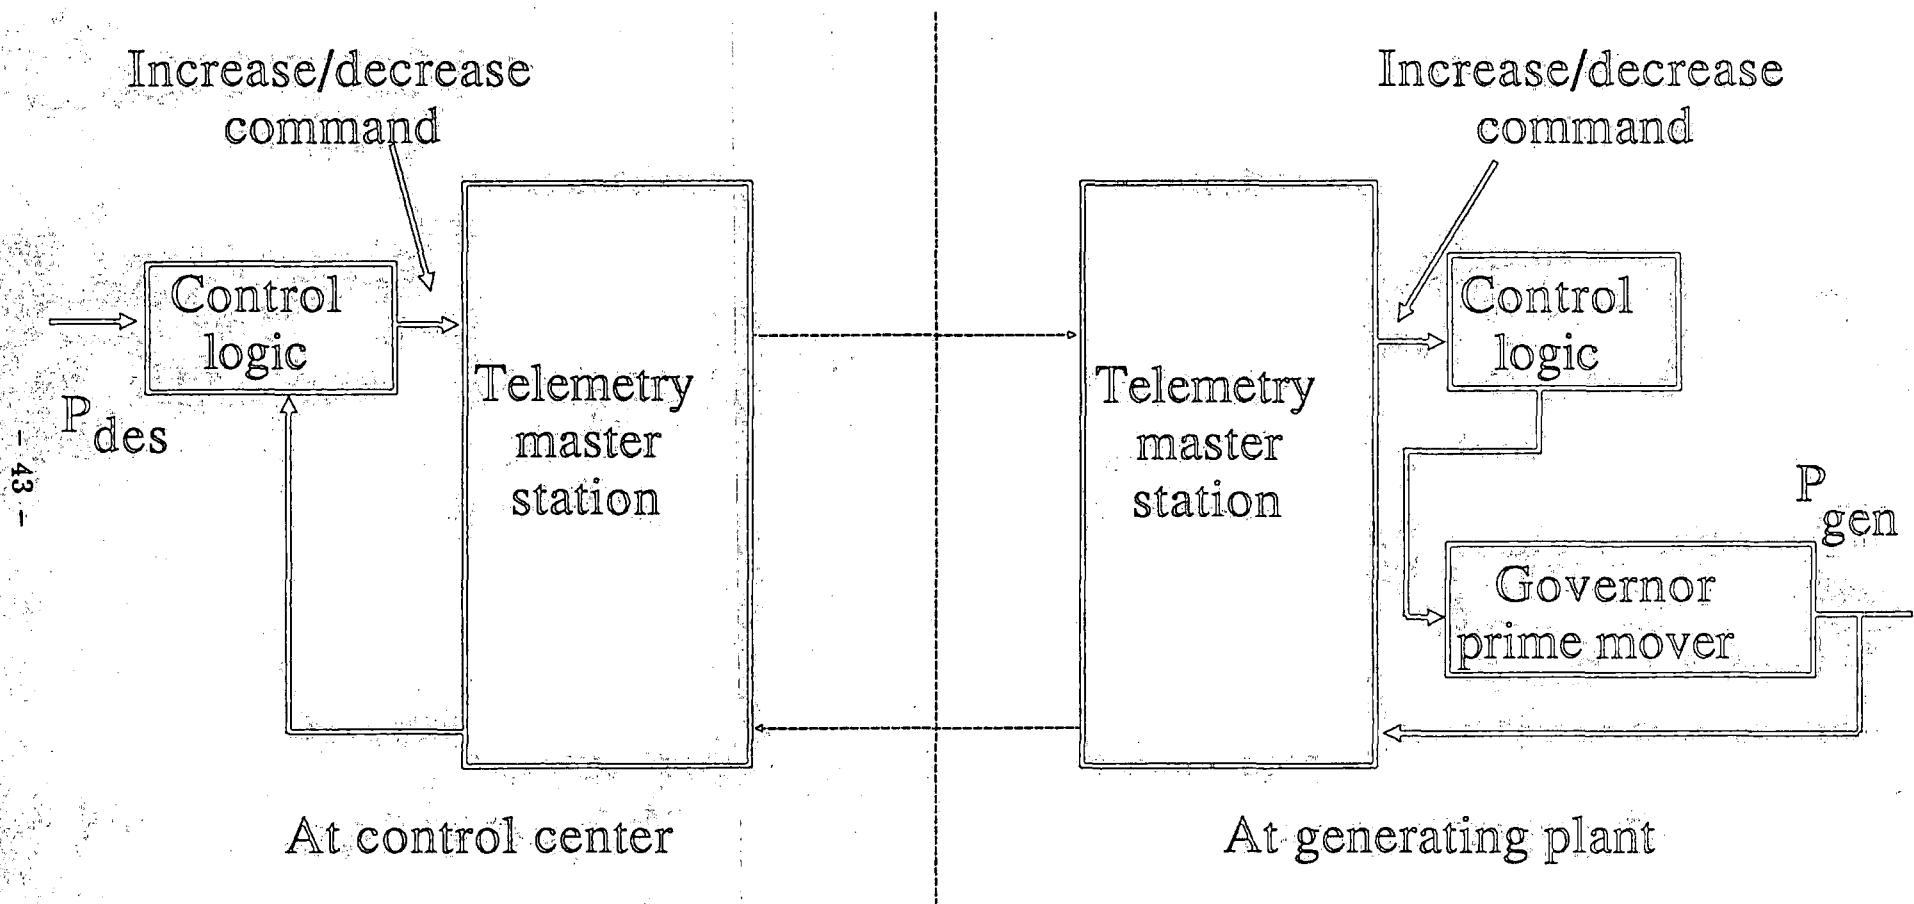 Increase/decrease
command
Increase/decrease
command
Control
logic
P des
Telemetry
master
station
Telemetry
master
station
Control
logic
P gen
Governor
prime mover
At control center
At generating plant
- 43 -